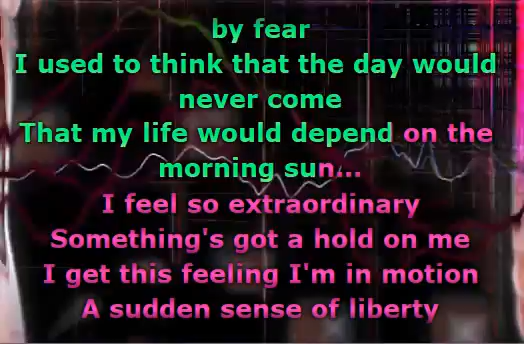 by fear
I used to think that the day would
never come
That my life would depend on the
morning sun...
I feel so extraordinary
Something's got a hold on me
I get this feeling I'm in motion
A sudden sense of liberty